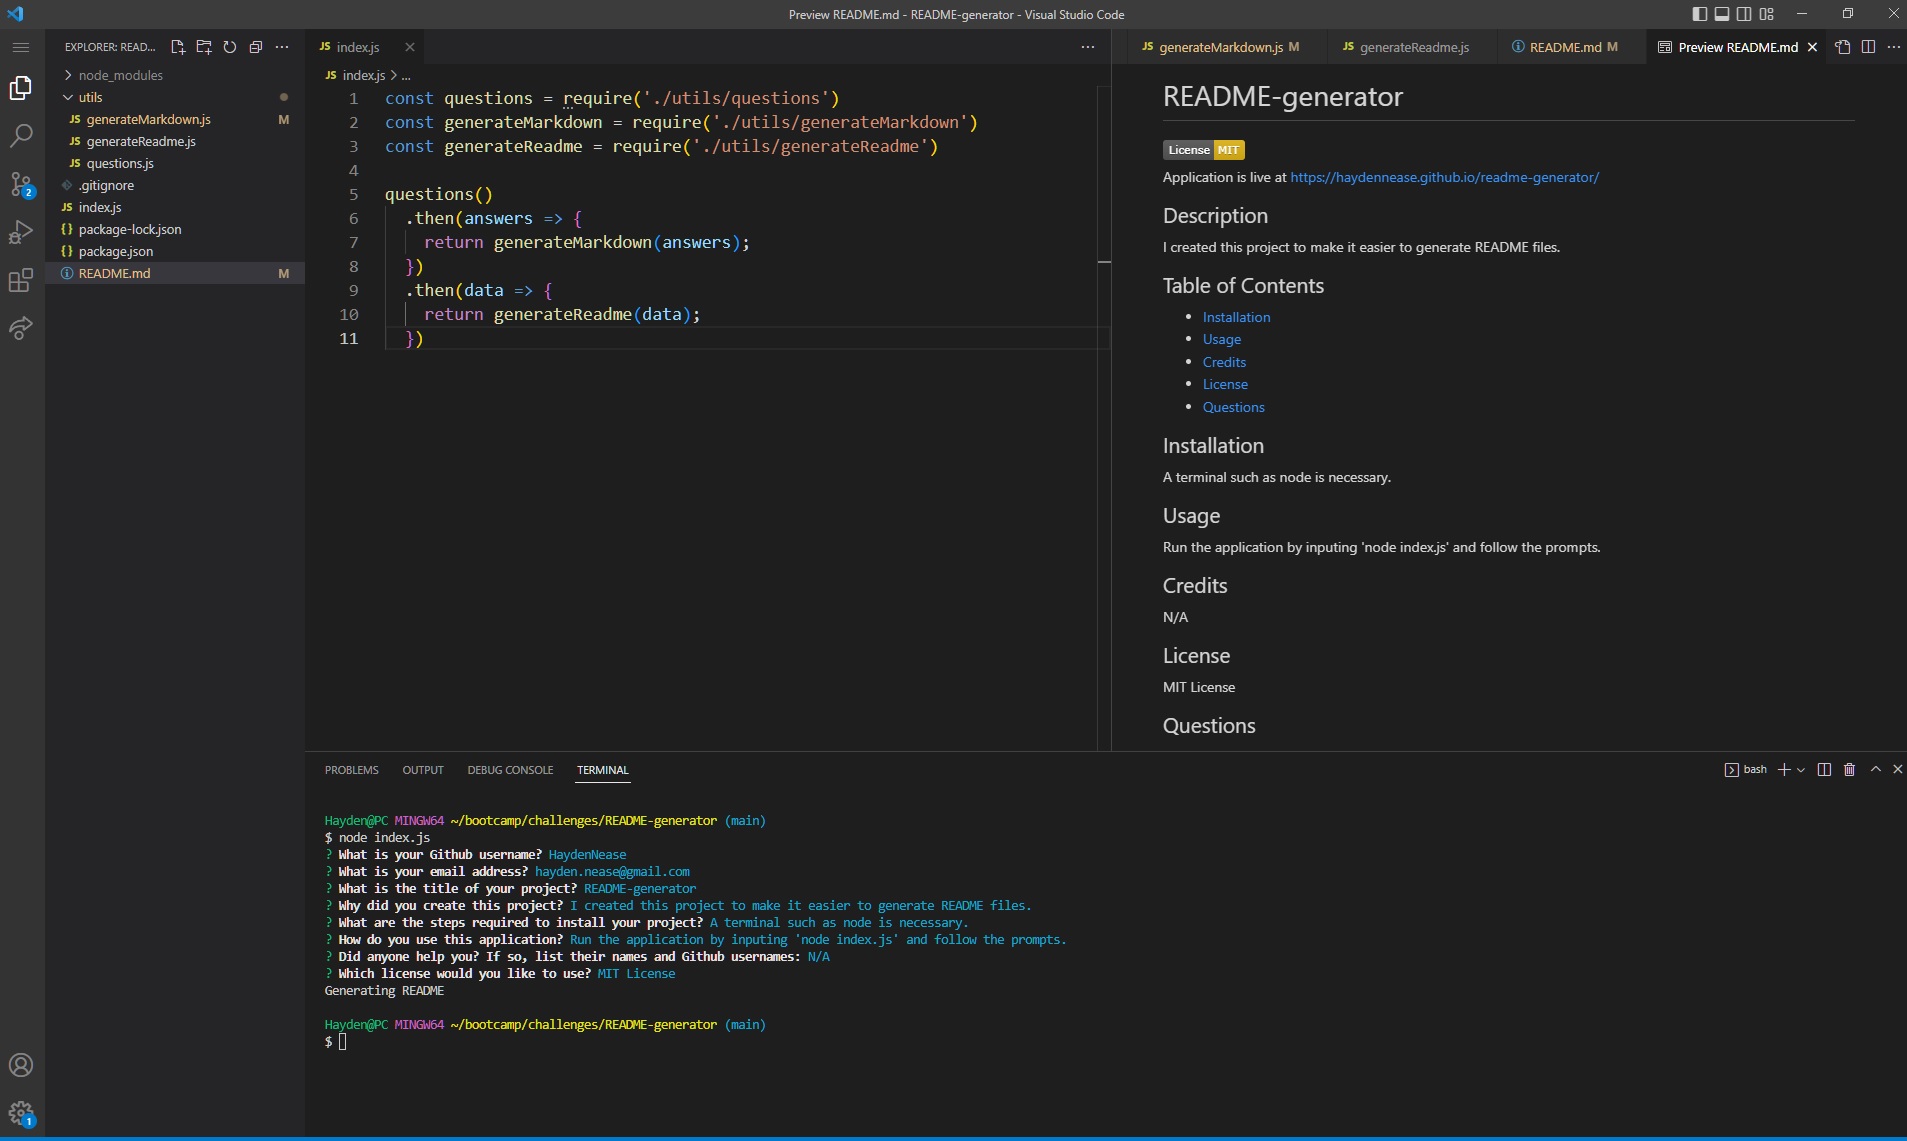 Preview README.md - README-generator - Visual Studio Code
EXPLORER: READ...
node_modules
utils
generateMarkdown.js M
generateReadme.js
questions.js
.gitignore
index.js
package-lock.json
package.json
README.md M
2
1
JS index.js
JS index.js > ...
1 const questions = require('./utils/questions')
2 const generateMarkdown = require('./utils/generateMarkdown')
3 const generateReadme = require('./utils/generateReadme')
4
5 questions()
6 .then(answers => {
7 return generateMarkdown(answers);
8 })
9 .then(data => {
10 return generateReadme(data);
11 })
JS generateMarkdown.js M
JS generateReadme.js
README.md M
Preview README.md
README-generator
License MIT
Application is live at https://haydennease.github.io/readme-generator/
Description
I created this project to make it easier to generate README files.
Table of Contents
• Installation
• Usage
• Credits
• License
• Questions
Installation
A terminal such as node is necessary.
Usage
Run the application by inputing 'node index.js' and follow the prompts.
Credits
N/A
License
MIT License
Questions
PROBLEMS OUTPUT DEBUG CONSOLE TERMINAL
bash
Hayden@PC MINGW64 ~/bootcamp/challenges/README-generator (main)
$ node index.js
? What is your Github username? HaydenNease
? What is your email address? hayden.nease@gmail.com
? What is the title of your project? README-generator
? Why did you create this project? I created this project to make it easier to generate README files.
? What are the steps required to install your project? A terminal such as node is necessary.
? How do you use this application? Run the application by inputing 'node index.js' and follow the prompts.
? Did anyone help you? If so, list their names and Github usernames: N/A
? Which license would you like to use? MIT License
Generating README
Hayden@PC MINGW64 ~/bootcamp/challenges/README-generator (main)
$